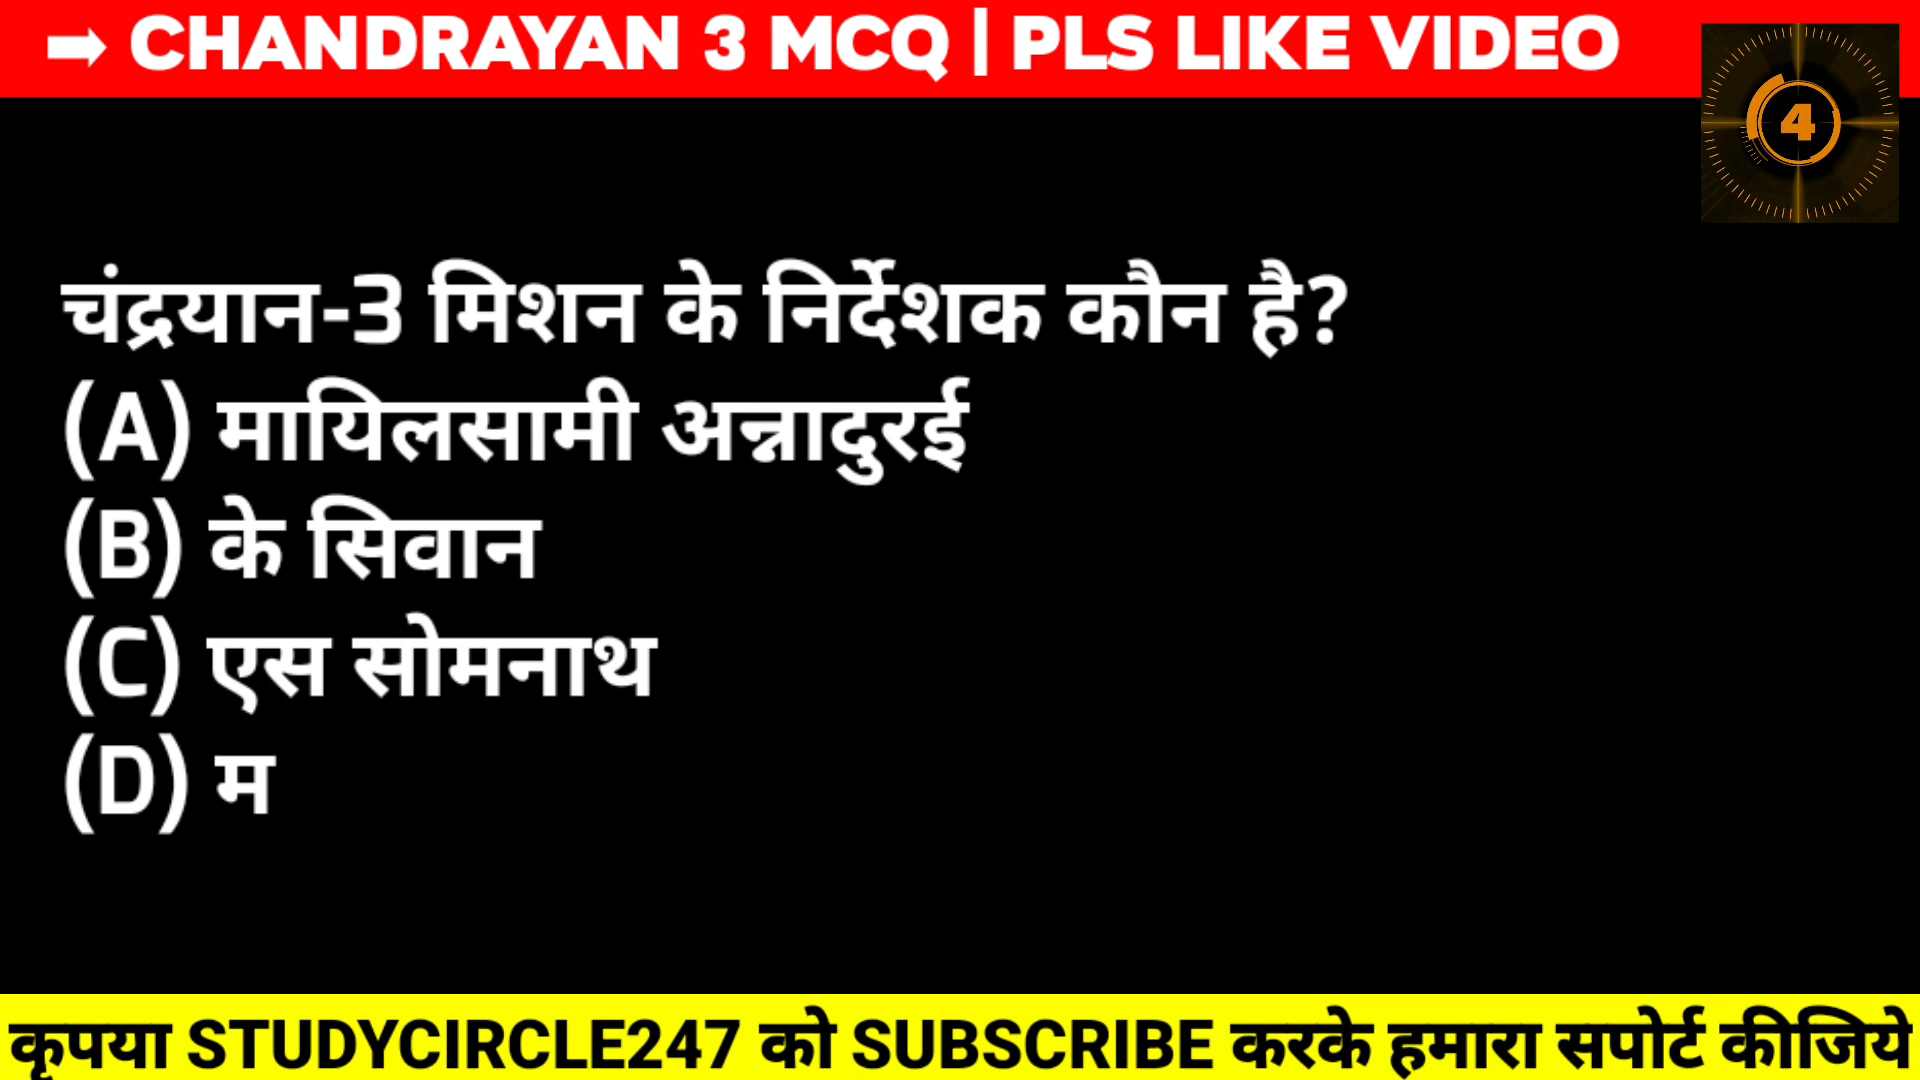 ➡ CHANDRAYAN 3 MCQ | PLS LIKE VIDEO
4
चंद्रयान-3 मिशन के निर्देशक कौन है?
(A) मायिलसामी अन्नादुरई
(B) के सिवान
(C) एस सोमनाथ
(D) म
कृपया STUDYCIRCLE247 को SUBSCRIBE करके हमारा सपोर्ट कीजिये